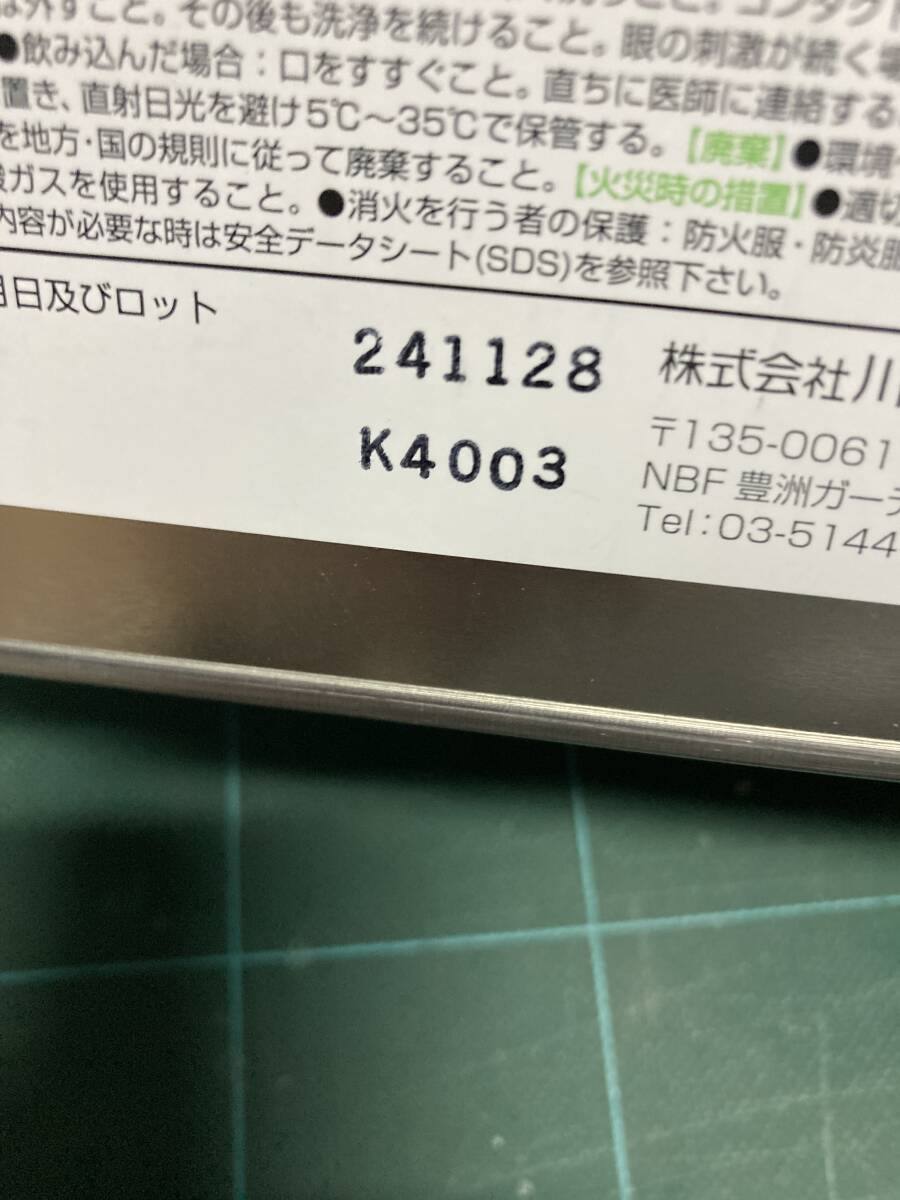 は外すこと。その後も洗浄を続けること。眼の刺激が続く場
●飲み込んだ場合：口をすすぐこと。直ちに医師に連絡する
置き、直射日光を避け5℃～35℃で保管する。【廃棄】●環境
を地方・国の規則に従って廃棄すること。【火災時の措置】●適切
ガスを使用すること。●消火を行う者の保護：防火服・防炎服
内容が必要な時は安全データシート(SDS)を参照下さい。
月日及びロット
241128
K4003
株式会社川
〒135-0061
NBF 豊洲ガーデ
Tel：03-5144